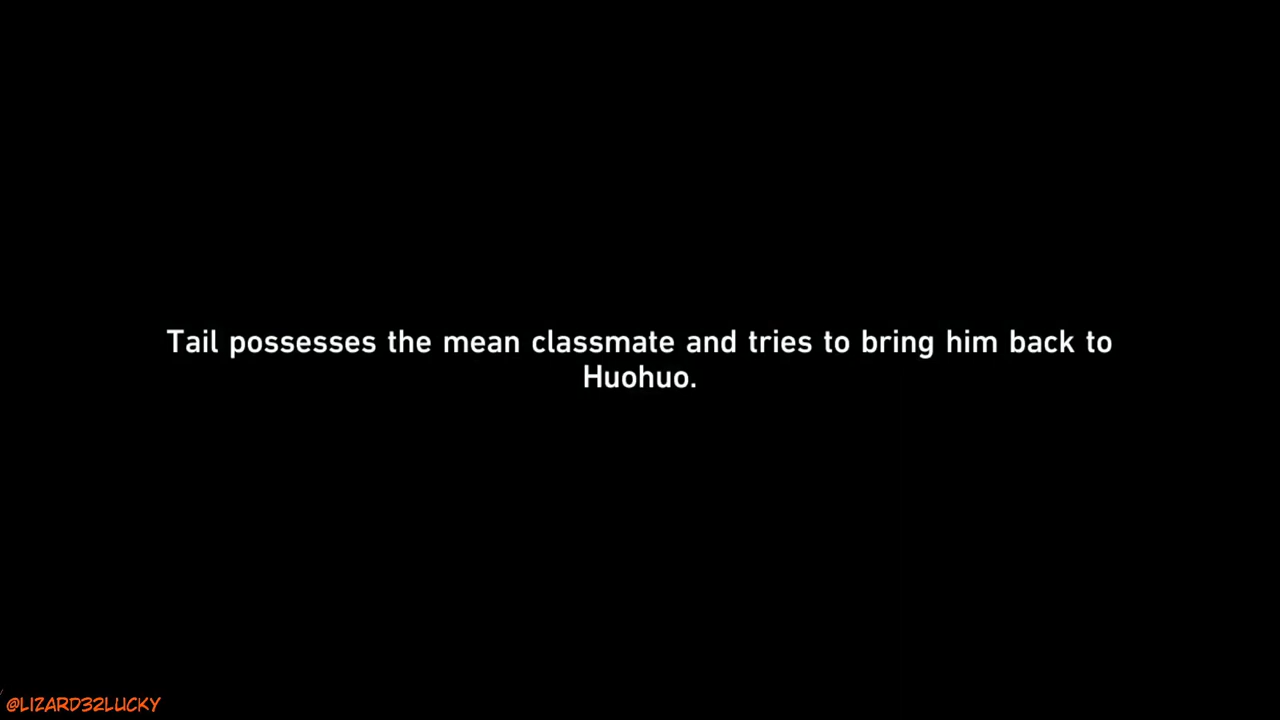 Tail possesses the mean classmate and tries to bring him back to
Huohuo.
@LIZARD32LUCKY